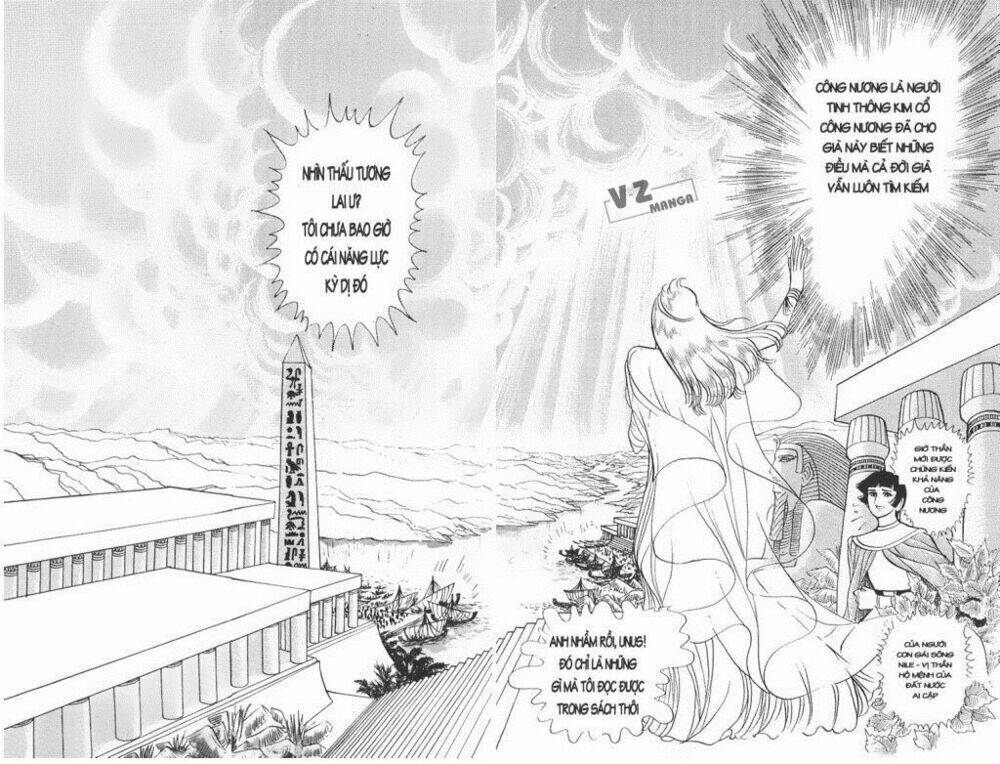 CÔNG NƯƠNG LÀ NGƯỜI
TINH THÔNG KIM CỔ
CÔNG NƯƠNG ĐÃ CHO
GIÀ NÀY BIẾT NHỮNG
ĐIỀU MÀ CẢ ĐỜI GIÀ
VẪN LUÔN TÌM KIẾM
NHÌN THẤU TƯƠNG
LAI Ư?
TÔI CHƯA BAO GIỜ
CÓ CÁI NĂNG LỰC
KỲ DỊ ĐÓ
V-Z
MANGA
GIỜ THẦN
MỚI ĐƯỢC
CHỨNG KIẾN
KHẢ NĂNG
CỦA
CÔNG
NƯƠNG
CỦA NGƯỜI
CON GÁI SÔNG
NILE - VỊ THẦN
HỘ MỆNH CỦA
ĐẤT NƯỚC
AI CẬP
ANH NHẦM RỒI, UNUS!
ĐÓ CHỈ LÀ NHỮNG
GÌ MÀ TÔI ĐỌC ĐƯỢC
TRONG SÁCH THÔI